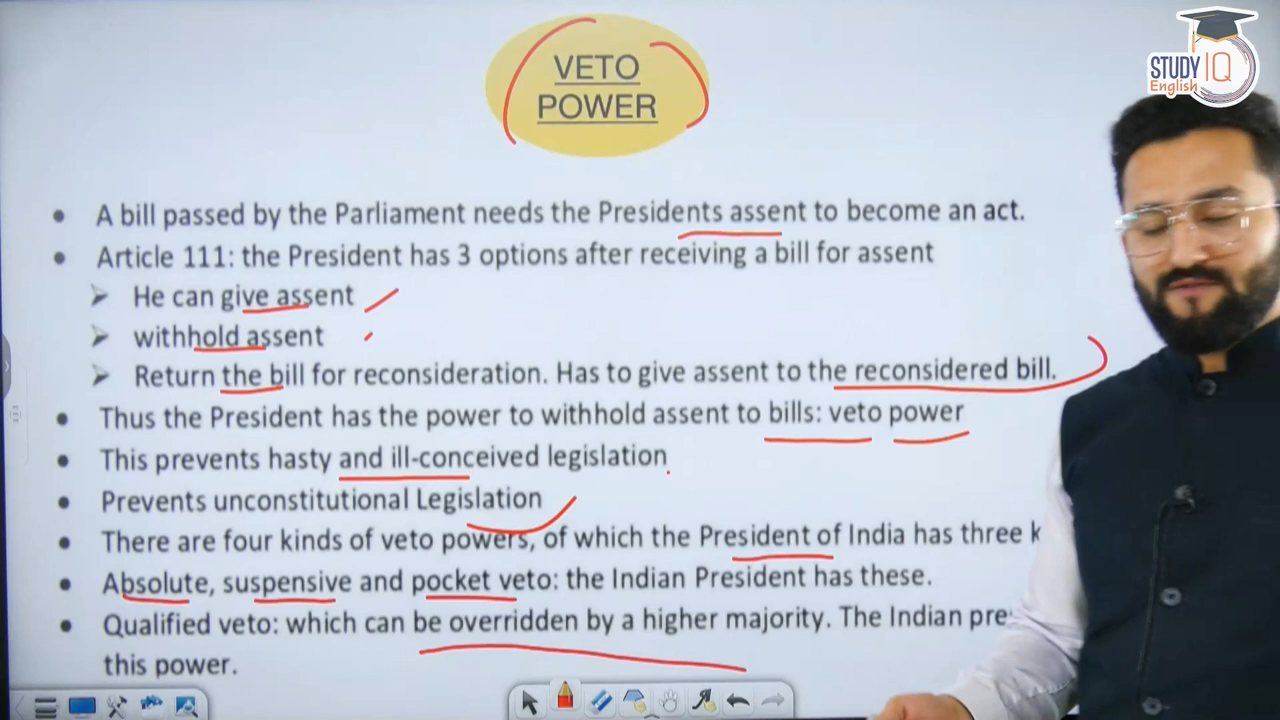 VETO
POWER
STUDY IQ
English
• A bill passed by the Parliament needs the Presidents assent to become an act.
• Article 111: the President has 3 options after receiving a bill for assent
➢ He can give assent
➢ withhold assent
➢ Return the bill for reconsideration. Has to give assent to the reconsidered bill.
• Thus the President has the power to withhold assent to bills: veto power
• This prevents hasty and ill-conceived legislation
• Prevents unconstitutional Legislation
• There are four kinds of veto powers, of which the President of India has three
• Absolute, suspensive and pocket veto: the Indian President has these.
• Qualified veto: which can be overridden by a higher majority. The Indian
this power.